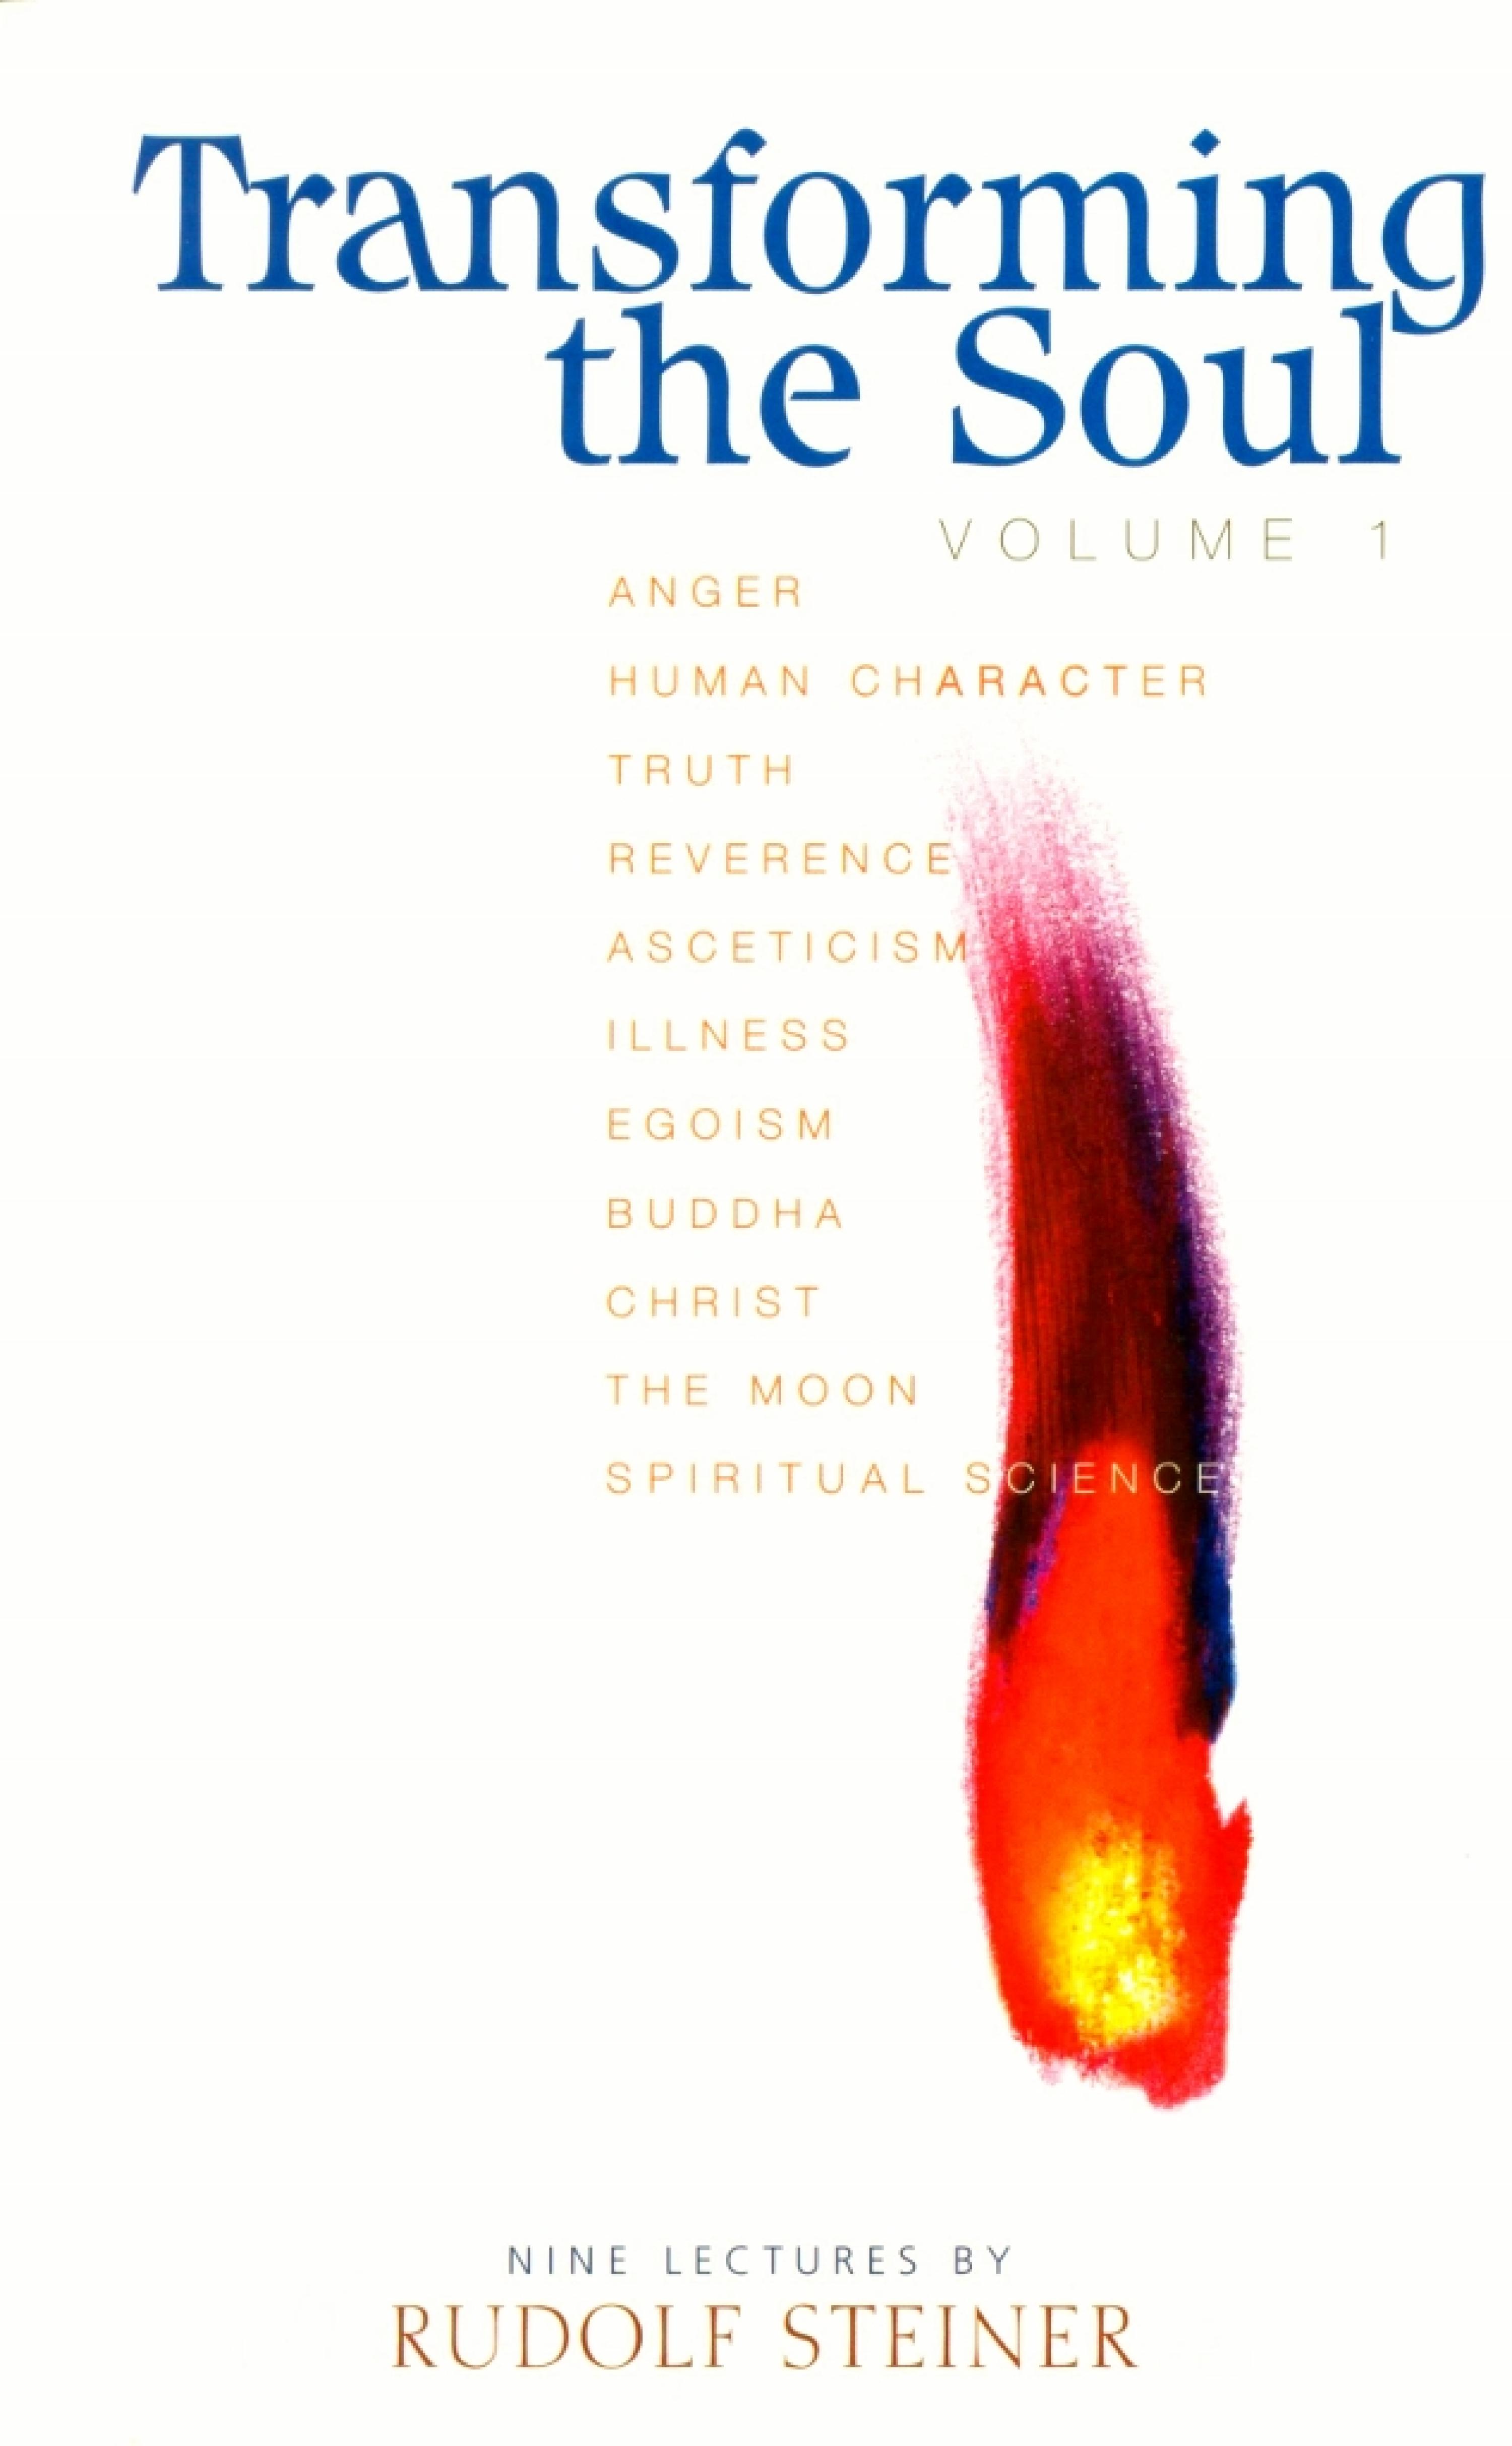 Transforming
the Soul
VOLUME 1
ANGER
HUMAN CHARACTER
TRUTH
REVERENCE
ASCETICISM
ILLNESS
EGOISM
BUDDHA
CHRIST
THE MOON
SPIRITUAL SCIENCE
NINE LECTURES BY
RUDOLF STEINER